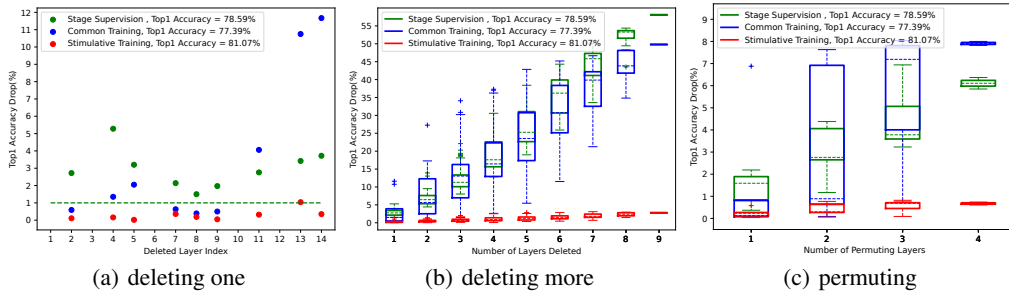 Stage Supervision , Top1 Accuracy = 78.59%
Common Training, Top1 Accuracy = 77.39%
Stimulative Training, Top1 Accuracy = 81.07%
Top1 Accuracy Drop(%)
12
11
10
9
8
7
6
5
4
3
2
1
0
1 2 3 4 5 6 7 8 9 10 11 12 13 14
Deleted Layer Index
(a) deleting one
Stage Supervision, Top1 Accuracy = 78.59%
Common Training, Top1 Accuracy = 77.39%
Stimulative Training, Top1 Accuracy = 81.07%
Top1 Accuracy Drop(%)
60
55
50
45
40
35
30
25
20
15
10
5
0
1 2 3 4 5 6 7 8 9
Number of Layers Deleted
(b) deleting more
Stage Supervision, Top1 Accuracy = 78.59%
Common Training, Top1 Accuracy = 77.39%
Stimulative Training, Top1 Accuracy = 81.07%
Top1 Accuracy Drop(%)
9
8
7
6
5
4
3
2
1
0
1 2 3 4
Number of Permuting Layers
(c) permuting